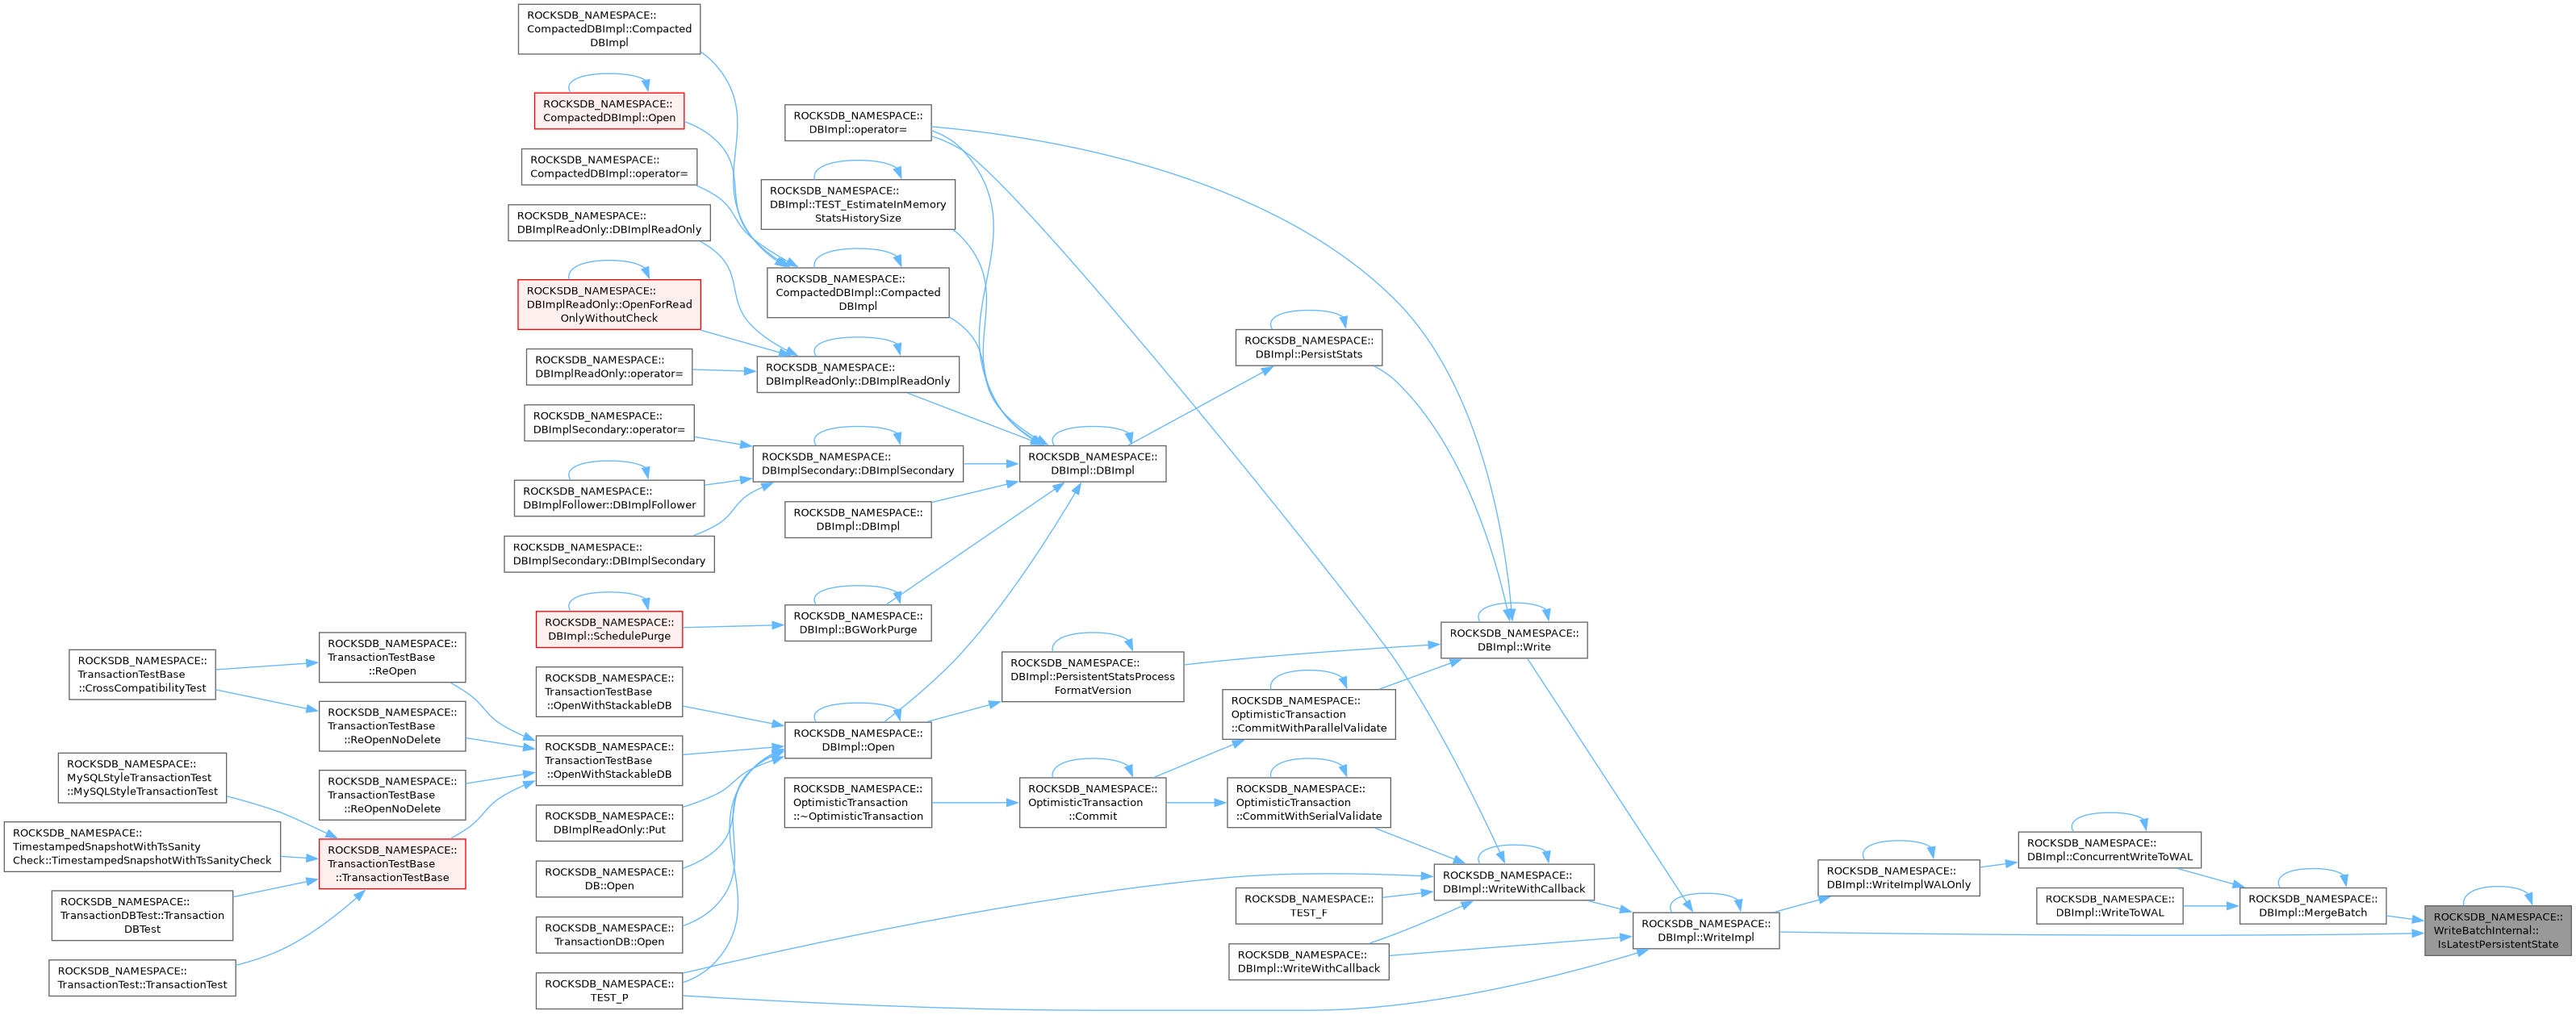 ROCKSDB_NAMESPACE::
CompactedDBImpl::Compacted
DBImpl
ROCKSDB_NAMESPACE::
CompactedDBImpl::Open
ROCKSDB_NAMESPACE::
CompactedDBImpl::operator=
ROCKSDB_NAMESPACE::
DBImplReadOnly::DBImplReadOnly
ROCKSDB_NAMESPACE::
DBImplReadOnly::OpenForRead
OnlyWithoutCheck
ROCKSDB_NAMESPACE::
DBImplReadOnly::operator=
ROCKSDB_NAMESPACE::
DBImplSecondary::operator=
ROCKSDB_NAMESPACE::
DBImplFollower::DBImplFollower
ROCKSDB_NAMESPACE::
DBImplSecondary::DBImplSecondary
ROCKSDB_NAMESPACE::
DBImpl::SchedulePurge
ROCKSDB_NAMESPACE::
TransactionTestBase
::OpenWithStackableDB
ROCKSDB_NAMESPACE::
TransactionTestBase
::OpenWithStackableDB
ROCKSDB_NAMESPACE::
DBImplReadOnly::Put
ROCKSDB_NAMESPACE::
DB::Open
ROCKSDB_NAMESPACE::
TransactionDB::Open
ROCKSDB_NAMESPACE::
TEST_P
ROCKSDB_NAMESPACE::
TransactionTestBase
::ReOpen
ROCKSDB_NAMESPACE::
TransactionTestBase
::ReOpenNoDelete
ROCKSDB_NAMESPACE::
TransactionTestBase
::ReOpenNoDelete
ROCKSDB_NAMESPACE::
TransactionTestBase
::TransactionTestBase
ROCKSDB_NAMESPACE::
TransactionTestBase
::CrossCompatibilityTest
ROCKSDB_NAMESPACE::
MySQLStyleTransactionTest
::MySQLStyleTransactionTest
ROCKSDB_NAMESPACE::
TimestampedSnapshotWithTsSanity
Check::TimestampedSnapshotWithTsSanityCheck
ROCKSDB_NAMESPACE::
TransactionDBTest::Transaction
DBTest
ROCKSDB_NAMESPACE::
TransactionTest::TransactionTest
ROCKSDB_NAMESPACE::
DBImpl::operator=
ROCKSDB_NAMESPACE::
DBImpl::TEST_EstimateInMemory
StatsHistorySize
ROCKSDB_NAMESPACE::
CompactedDBImpl::Compacted
DBImpl
ROCKSDB_NAMESPACE::
DBImplReadOnly::DBImplReadOnly
ROCKSDB_NAMESPACE::
DBImplSecondary::DBImplSecondary
ROCKSDB_NAMESPACE::
DBImpl::DBImpl
ROCKSDB_NAMESPACE::
DBImpl::BGWorkPurge
ROCKSDB_NAMESPACE::
DBImpl::Open
ROCKSDB_NAMESPACE::
OptimisticTransaction
::~OptimisticTransaction
ROCKSDB_NAMESPACE::
DBImpl::DBImpl
ROCKSDB_NAMESPACE::
DBImpl::PersistentStatsProcess
FormatVersion
ROCKSDB_NAMESPACE::
OptimisticTransaction
::Commit
ROCKSDB_NAMESPACE::
DBImpl::PersistStats
ROCKSDB_NAMESPACE::
OptimisticTransaction
::CommitWithParallelValidate
ROCKSDB_NAMESPACE::
OptimisticTransaction
::CommitWithSerialValidate
ROCKSDB_NAMESPACE::
TEST_F
ROCKSDB_NAMESPACE::
DBImpl::WriteWithCallback
ROCKSDB_NAMESPACE::
DBImpl::Write
ROCKSDB_NAMESPACE::
DBImpl::WriteWithCallback
ROCKSDB_NAMESPACE::
DBImpl::WriteImpl
ROCKSDB_NAMESPACE::
DBImpl::WriteImplWALOnly
ROCKSDB_NAMESPACE::
DBImpl::ConcurrentWriteToWAL
ROCKSDB_NAMESPACE::
DBImpl::WriteToWAL
ROCKSDB_NAMESPACE::
DBImpl::MergeBatch
ROCKSDB_NAMESPACE::
WriteBatchInternal::
IsLatestPersistentState